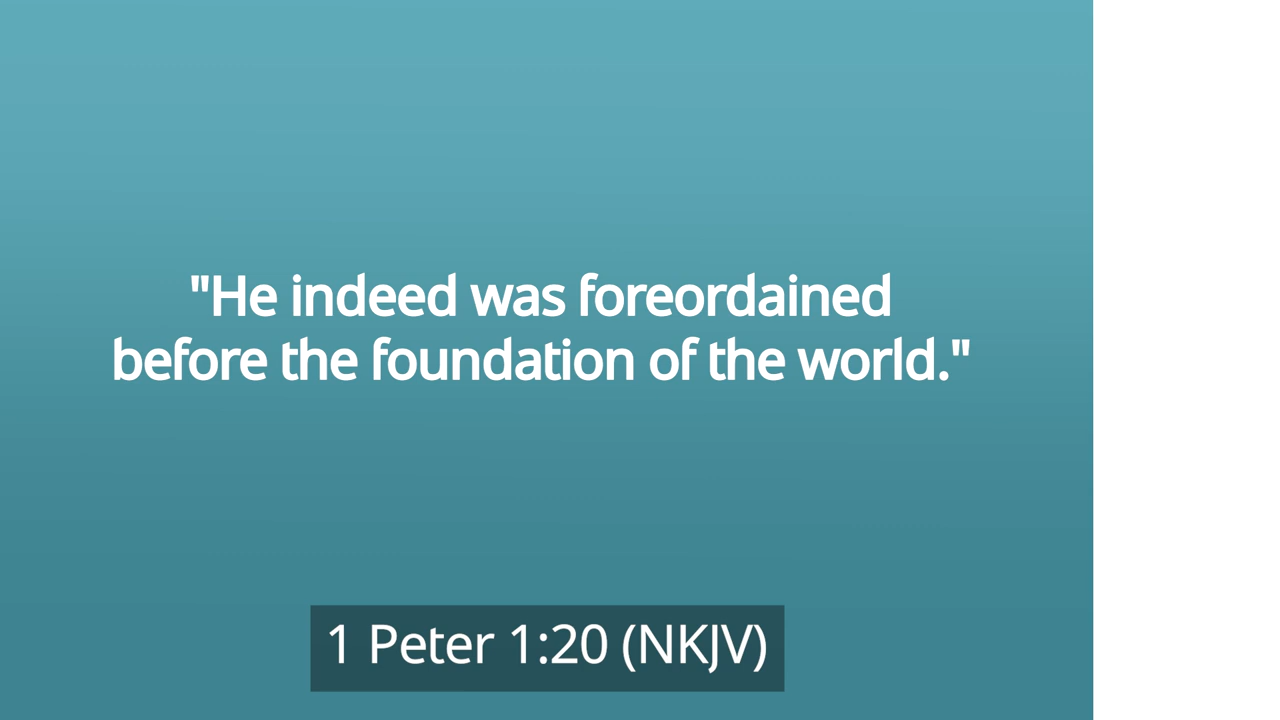 "He indeed was foreordained
before the foundation of the world."
1 Peter 1:20 (NKJV)